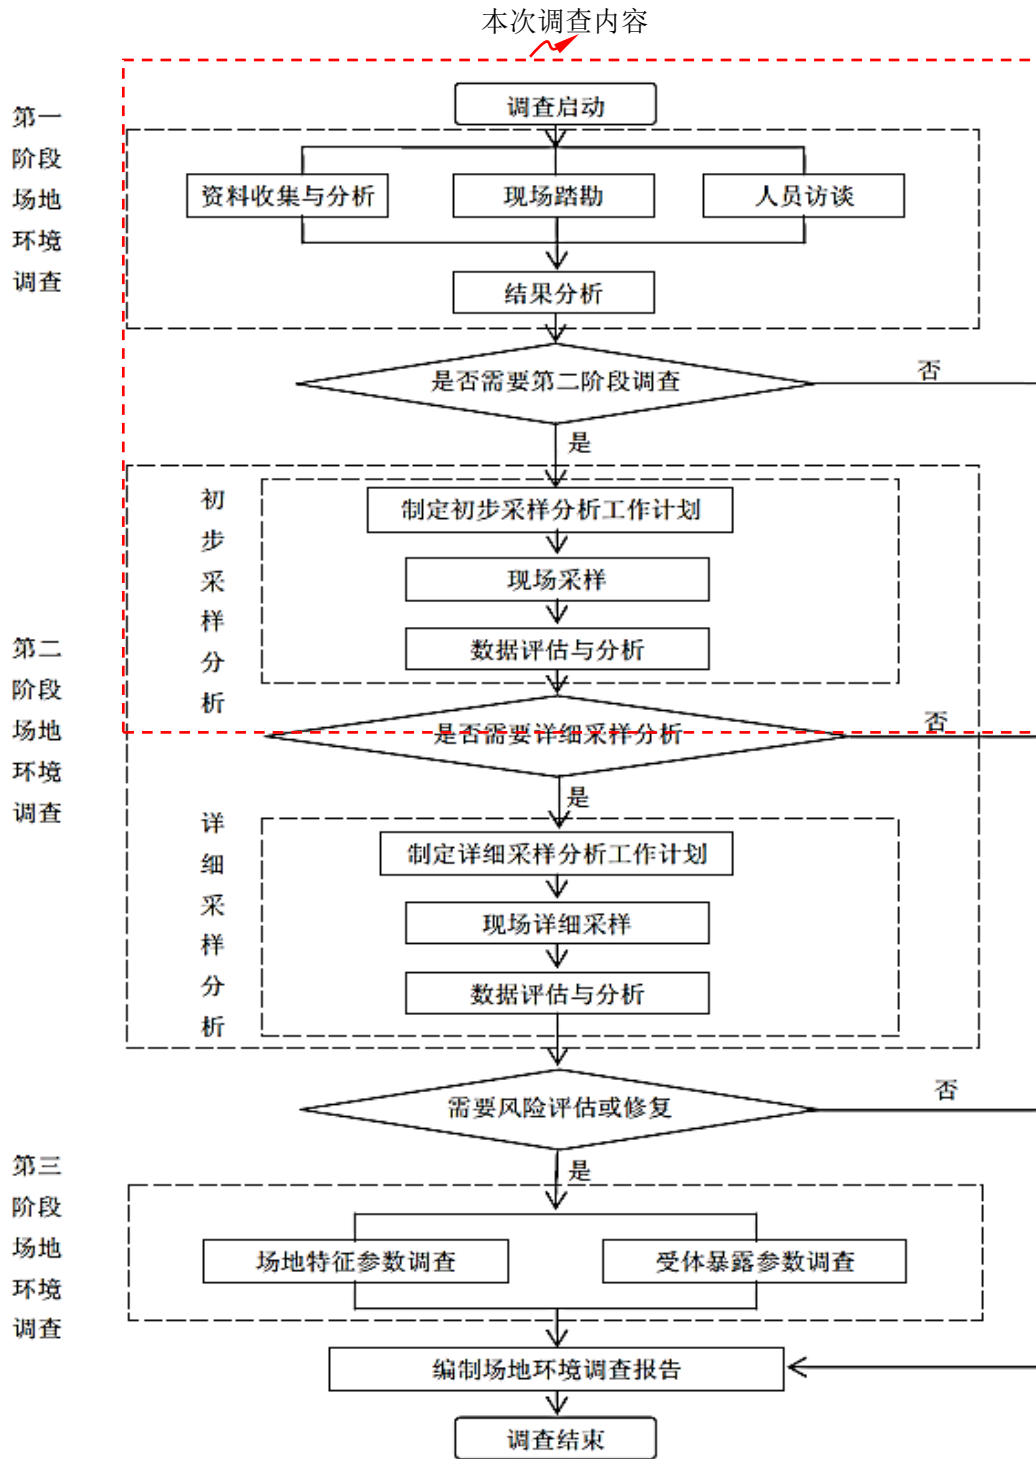 本次调查内容
调查启动
第一
阶段
场地
环境
调查
资料收集与分析
现场踏勘
人员访谈
结果分析
是否需要第二阶段调查
否
是
初
步
采
样
分
析
制定初步采样分析工作计划
现场采样
数据评估与分析
第二
阶段
场地
环境
调查
是否需要详细采样分析
否
是
详
细
采
样
分
析
制定详细采样分析工作计划
现场详细采样
数据评估与分析
需要风险评估或修复
否
是
第三
阶段
场地
环境
调查
场地特征参数调查
受体暴露参数调查
编制场地环境调查报告
调查结束